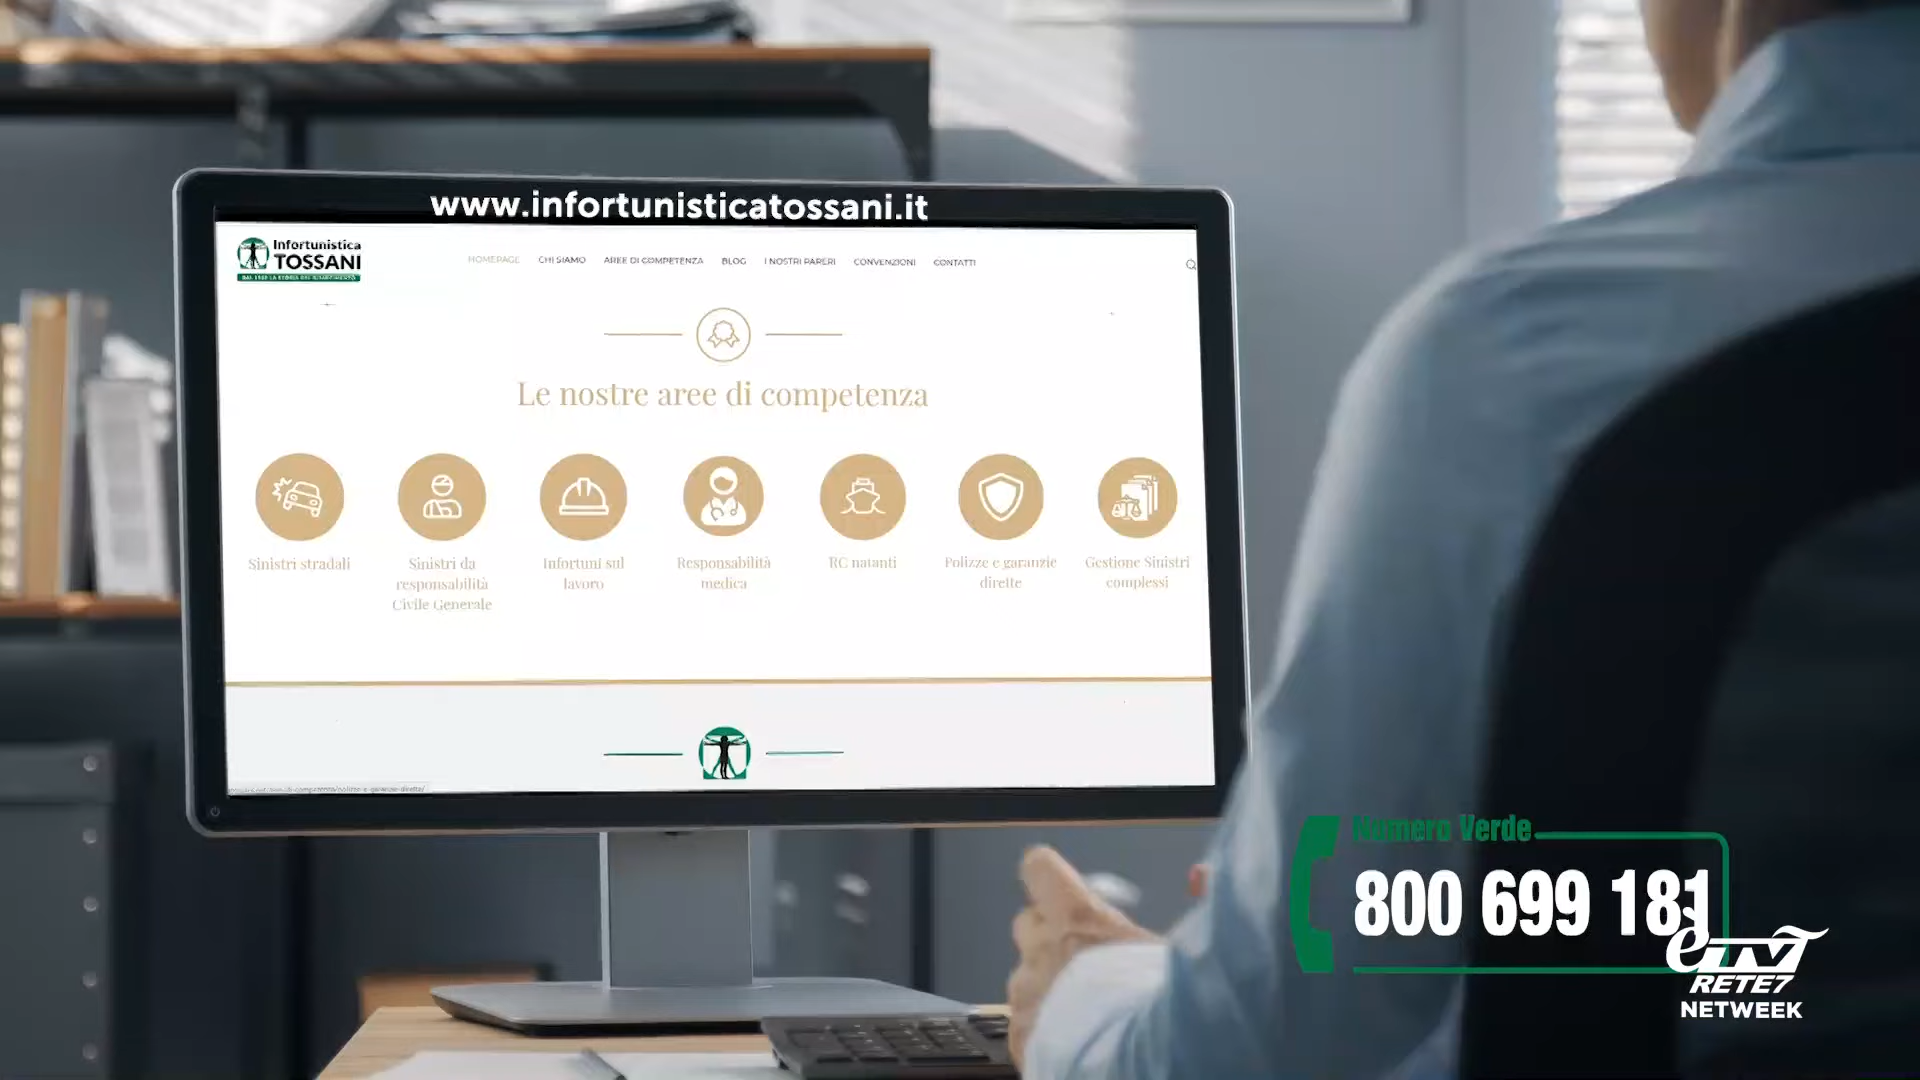 www.infortunisticatossani.it
Infortunistica
TOSSANI
HOMEPAGE CHI SIAMO AREE DI COMPETENZA BLOG I NOSTRI PARERI CONVENZIONI CONTATTI
Le nostre aree di competenza
Sinistri stradali
Sinistri da
responsabilità
Civile Generale
Infortuni sul
lavoro
Responsabilità
medica
RC natanti
Polizze e garanzie
dirette
Gestione Sinistri
complessi
Numero Verde
800 699 181
eTV
RETE7
NETWEEK